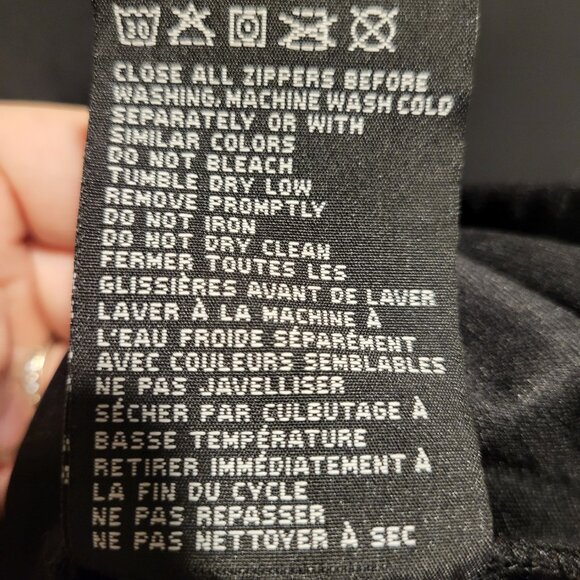 30
CLOSE ALL ZIPPERS BEFORE
WASHING. MACHINE WASH COLD
SEPARATELY OR WITH
SIMILAR COLORS
DO NOT BLEACH
TUMBLE DRY LOW
REMOVE PROMPTLY
DO NOT IRON
DO NOT DRY CLEAN
FERMER TOUTES LES
GLISSIÈRES AVANT DE LAVER
LAVER À LA MACHINE À
L'EAU FROIDE SÉPARÉMENT
AVEC COULEURS SEMBLABLES
NE PAS JAVELLISER
SÉCHER PAR CULBUTAGE À
BASSE TEMPÉRATURE
RETIRER IMMÉDIATEMENT À
LA FIN DU CYCLE
NE PAS REPASSER
NE PAS NETTOYER À SEC